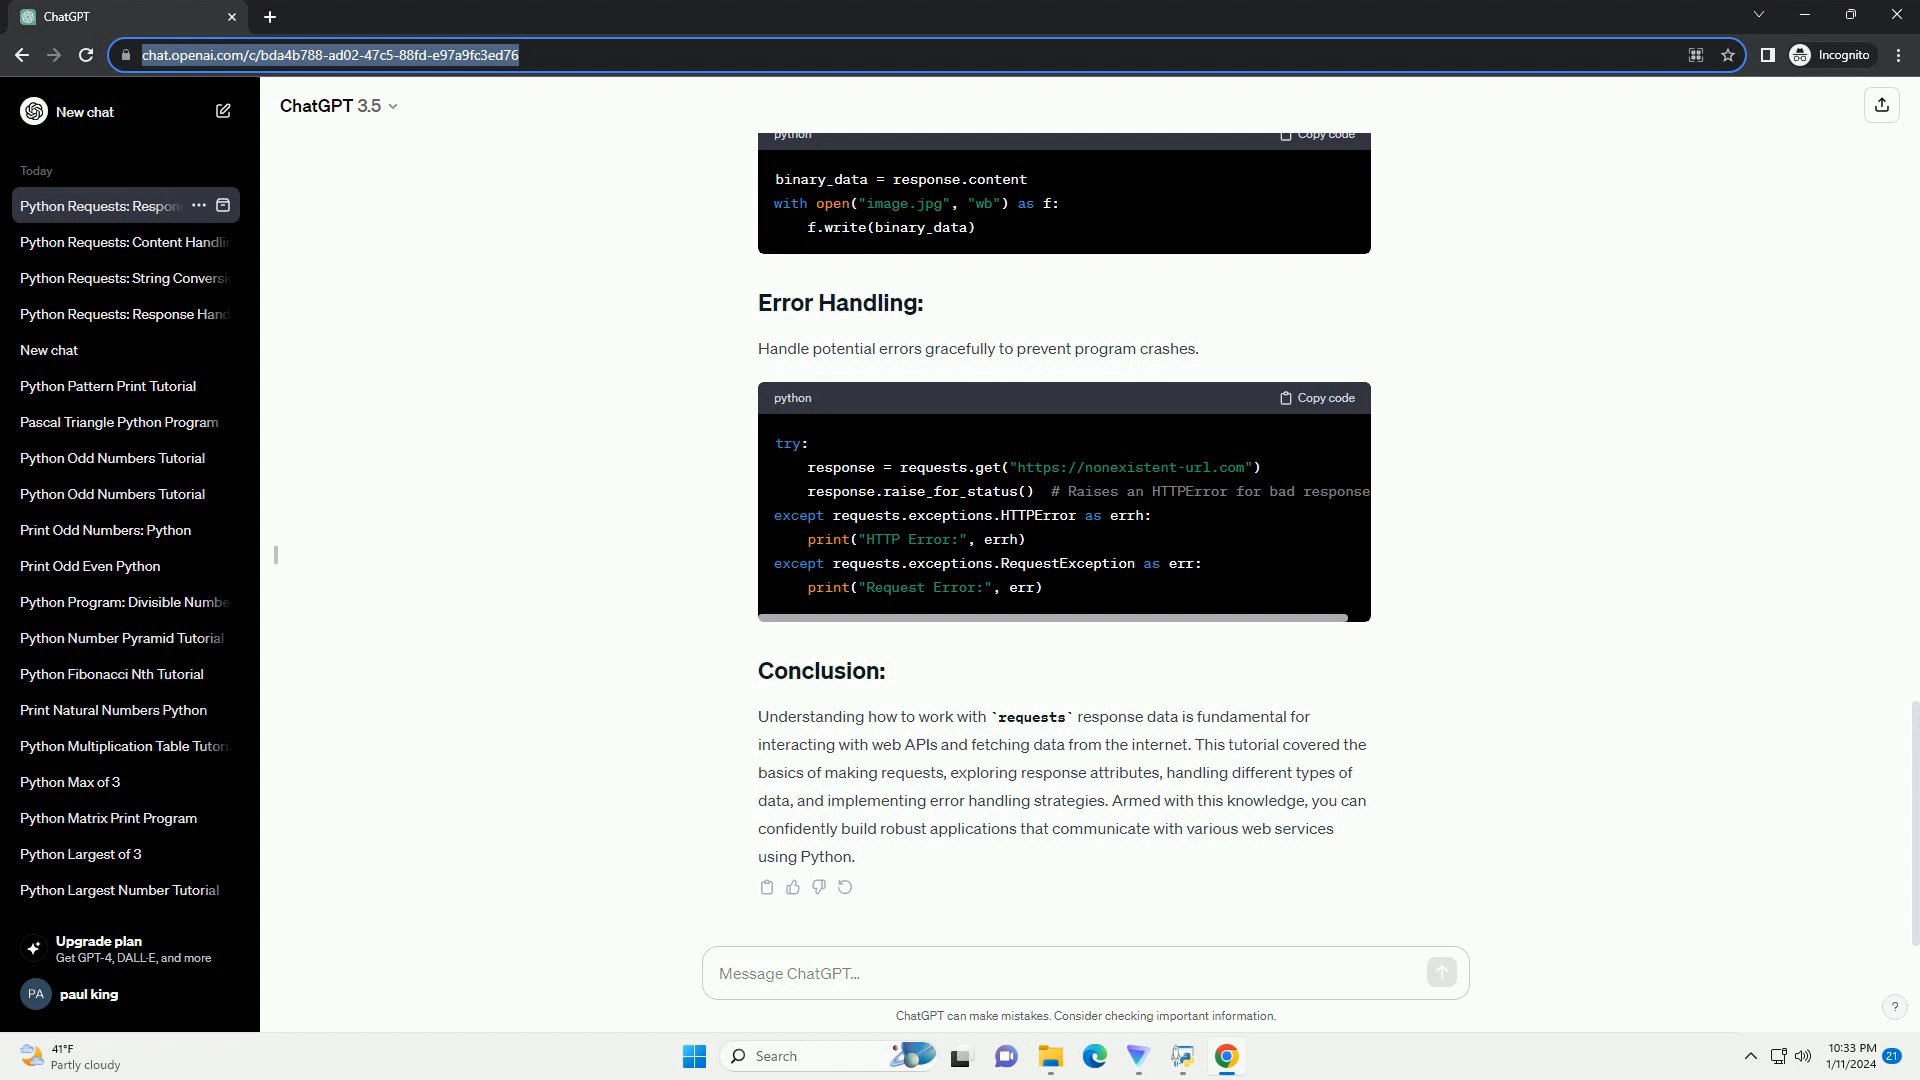 ChatGPT
chat.openai.com/c/bda4b788-ad02-47c5-88fd-e97a9fc3ed76
Incognito
New chat
Today
Python Requests: Respon
Python Requests: Content Handlin
Python Requests: String Conversi
Python Requests: Response Hand
New chat
Python Pattern Print Tutorial
Pascal Triangle Python Program
Python Odd Numbers Tutorial
Python Odd Numbers Tutorial
Print Odd Numbers: Python
Print Odd Even Python
Python Program: Divisible Numbe
Python Number Pyramid Tutorial
Python Fibonacci Nth Tutorial
Print Natural Numbers Python
Python Multiplication Table Tutori
Python Max of 3
Python Matrix Print Program
Python Largest of 3
Python Largest Number Tutorial
Upgrade plan
Get GPT-4, DALL·E, and more
PA paul king
ChatGPT 3.5
python Copy code
binary_data = response.content
with open("image.jpg", "wb") as f:
f.write(binary_data)
Error Handling:
Handle potential errors gracefully to prevent program crashes.
python Copy code
try:
response = requests.get("https://nonexistent-url.com")
response.raise_for_status() # Raises an HTTPError for bad response
except requests.exceptions.HTTPError as errh:
print("HTTP Error:", errh)
except requests.exceptions.RequestException as err:
print("Request Error:", err)
Conclusion:
Understanding how to work with `requests` response data is fundamental for
interacting with web APIs and fetching data from the internet. This tutorial covered the
basics of making requests, exploring response attributes, handling different types of
data, and implementing error handling strategies. Armed with this knowledge, you can
confidently build robust applications that communicate with various web services
using Python.
Message ChatGPT...
ChatGPT can make mistakes. Consider checking important information.
?
41°F
Partly cloudy
Search
10:33 PM
1/11/2024
21